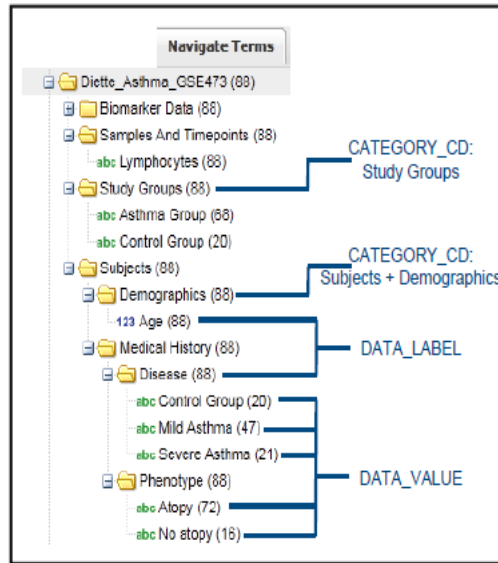 Navigate Terms
Diette_Asthma_GSE473 (88)
Biomarker Data (88)
Samples And Timepoints (88)
abc Lymphocytes (88)
CATEGORY_CD:
Study Groups
Study Groups (88)
abc Asthma Group (68)
abc Control Group (20)
CATEGORY_CD:
Subjects + Demographics
Subjects (88)
Demographics (88)
123 Age (88)
Medical History (88)
DATA_LABEL
Disease (88)
abc Control Group (20)
abc Mild Asthma (47)
abc Severe Asthma (21)
Phenotype (88)
DATA_VALUE
abc Atopy (72)
abc No atopy (16)